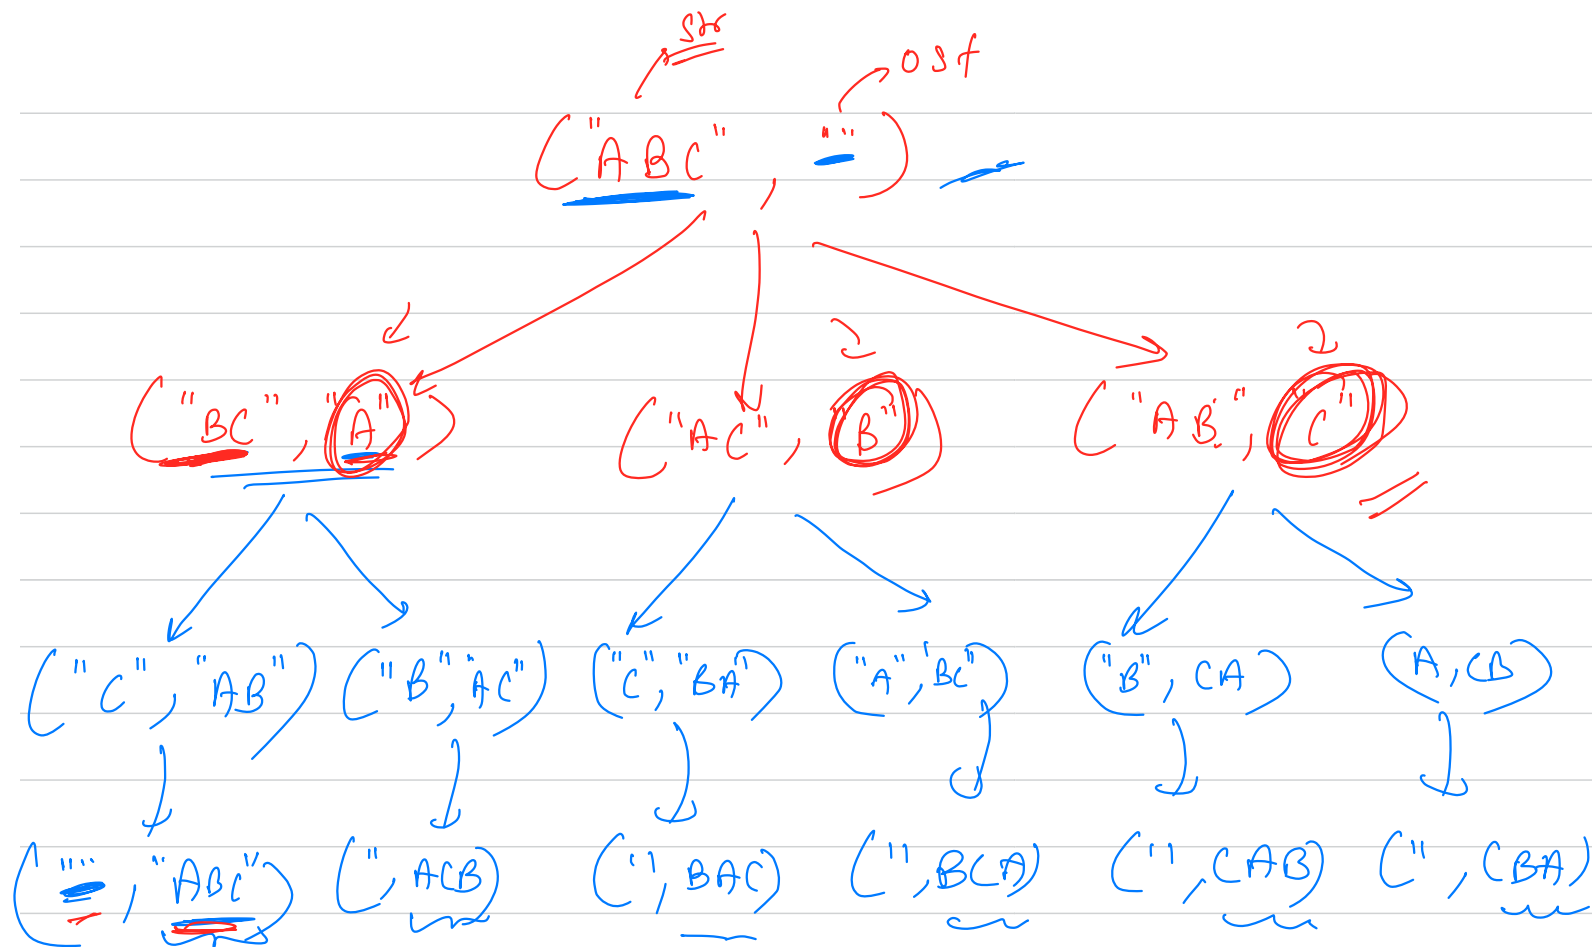 str
osf
("ABC" , "")
("BC" , "A") ("AC" , "B") ("AB" , "C")
("C" , "AB") ("B" , "AC") ("C" , "BA") ("A" , "BC") ("B" , CA) (A , CB)
("" , "ABC") (" , ACB) ('' , BAC) ('' , BCA) ('' , CAB) ('' , CBA)